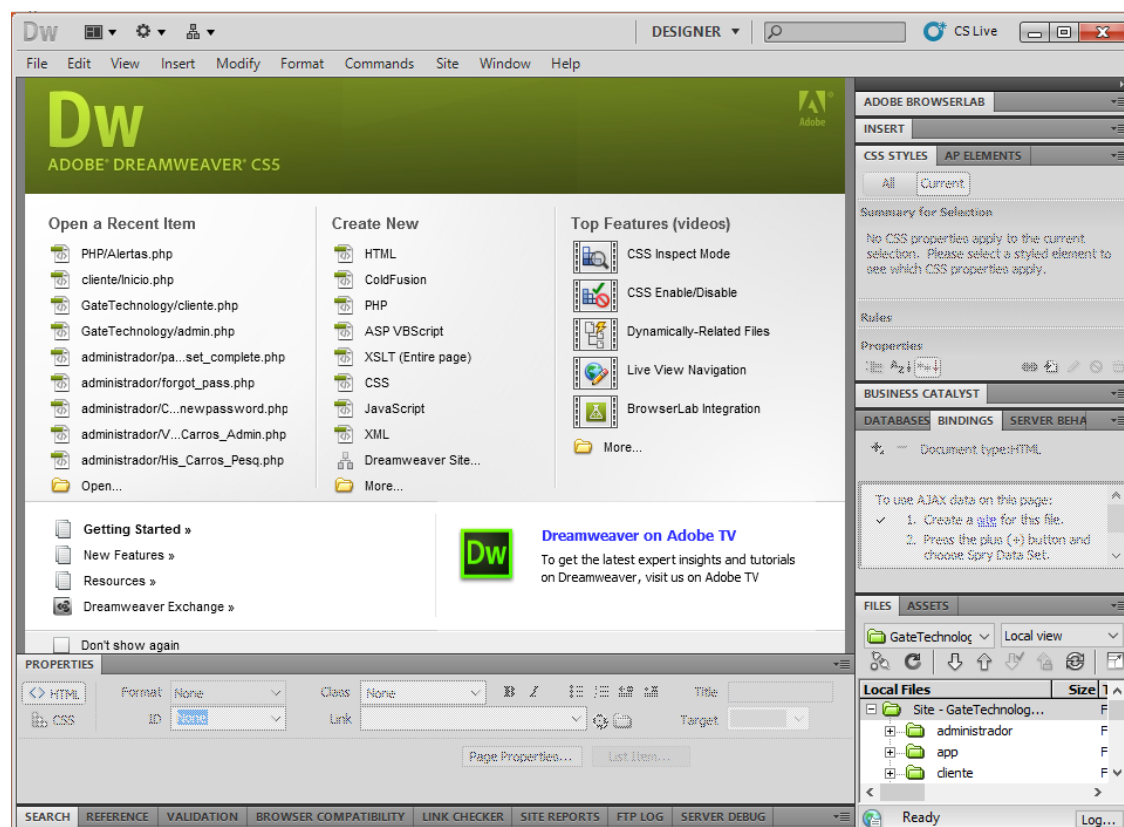 Dw
DESIGNER
CS Live
File Edit View Insert Modify Format Commands Site Window Help
Dw
ADOBE® DREAMWEAVER® CS5
Adobe
Open a Recent Item
PHP/Alertas.php
cliente/Inicio.php
GateTechnology/cliente.php
GateTechnology/admin.php
administrador/pa...set_complete.php
administrador/forgot_pass.php
administrador/C...newpassword.php
administrador/V...Carros_Admin.php
administrador/His_Carros_Pesq.php
Open...
Create New
HTML
ColdFusion
PHP
ASP VBScript
XSLT (Entire page)
CSS
JavaScript
XML
Dreamweaver Site...
More...
Top Features (videos)
CSS Inspect Mode
CSS Enable/Disable
Dynamically-Related Files
Live View Navigation
BrowserLab Integration
More...
Getting Started »
New Features »
Resources »
Dreamweaver Exchange »
Dw
Dreamweaver on Adobe TV
To get the latest expert insights and tutorials
on Dreamweaver, visit us on Adobe TV
Don't show again
PROPERTIES
<> HTML Format None Class None B I Title
CSS ID None Link Target
Page Properties... List Item...
SEARCH REFERENCE VALIDATION BROWSER COMPATIBILITY LINK CHECKER SITE REPORTS FTP LOG SERVER DEBUG
ADOBE BROWSERLAB
INSERT
CSS STYLES AP ELEMENTS
All Current
Summary for Selection
No CSS properties apply to the current
selection. Please select a styled element to
see which CSS properties apply.
Rules
Properties
BUSINESS CATALYST
DATABASES BINDINGS SERVER BEHA
Document type:HTML
To use AJAX data on this page:
1. Create a site for this file.
2. Press the plus (+) button and
choose Spry Data Set.
FILES ASSETS
GateTechnolog Local view
Local Files Size T
Site - GateTechnolog... F
administrador F
app F
cliente F
Ready Log...